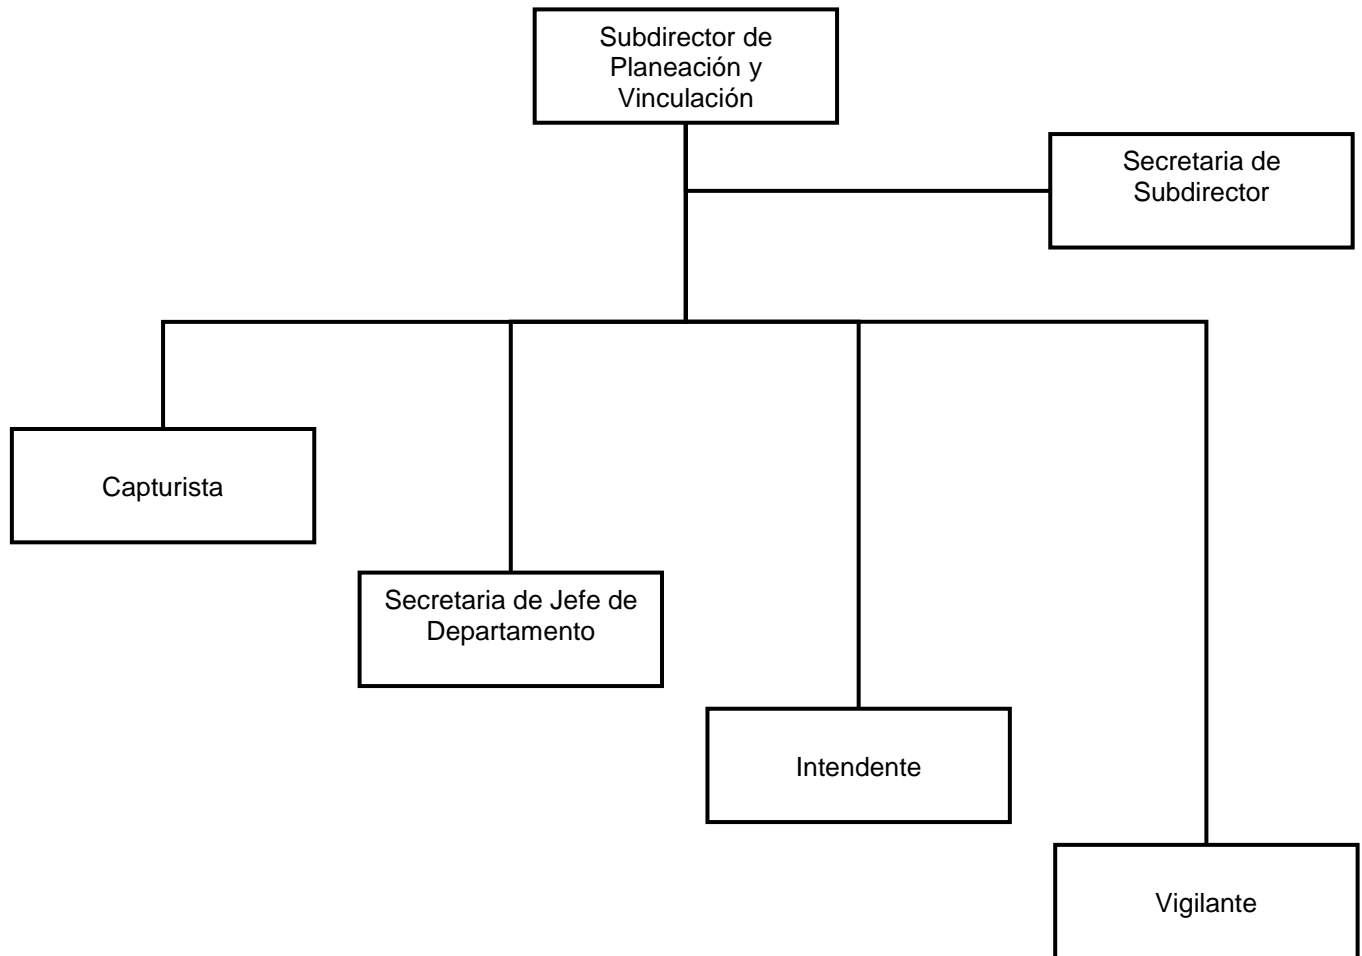 Subdirector de
Planeación y
Vinculación
Secretaria de
Subdirector
Capturista
Secretaria de Jefe de
Departamento
Intendente
Vigilante